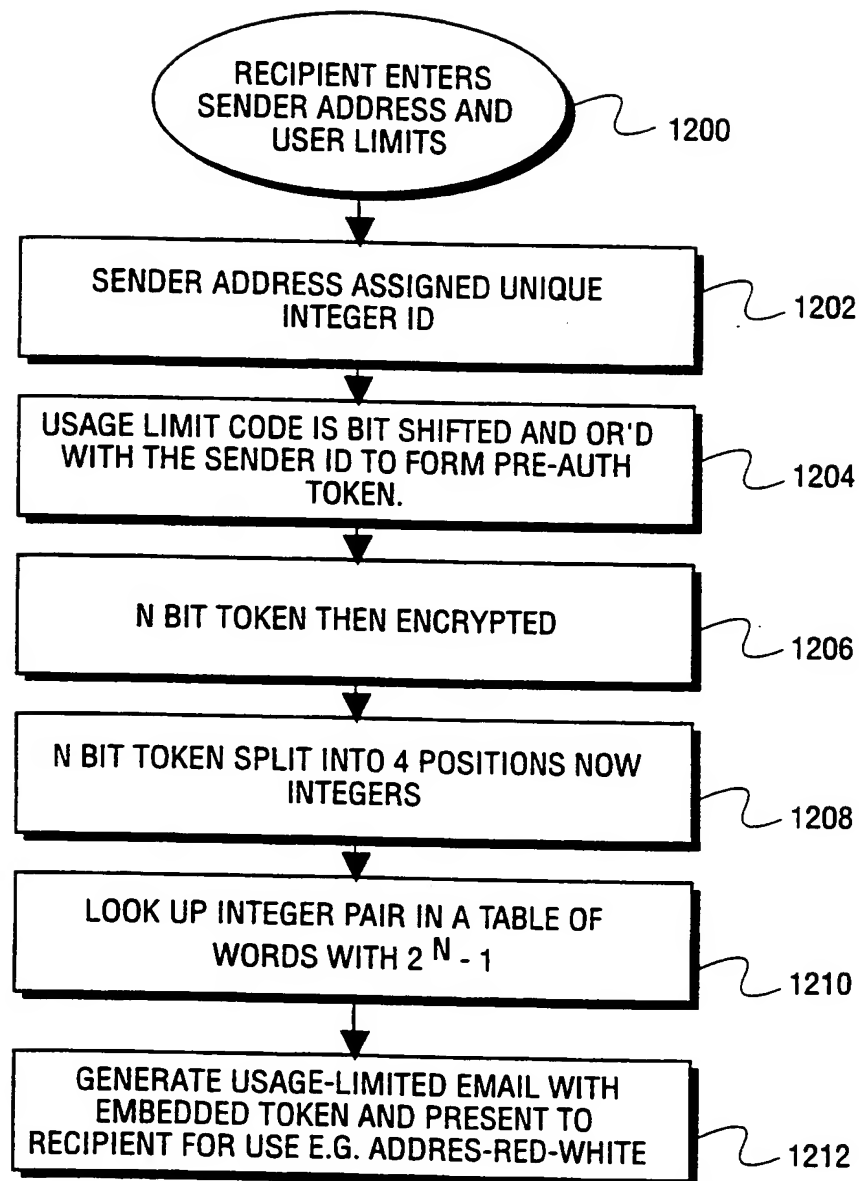 RECIPIENT ENTERS
SENDER ADDRESS AND
USER LIMITS
1200
SENDER ADDRESS ASSIGNED UNIQUE
INTEGER ID
1202
USAGE LIMIT CODE IS BIT SHIFTED AND OR'D
WITH THE SENDER ID TO FORM PRE-AUTH
TOKEN.
1204
N BIT TOKEN THEN ENCRYPTED
1206
N BIT TOKEN SPLIT INTO 4 POSITIONS NOW
INTEGERS
1208
LOOK UP INTEGER PAIR IN A TABLE OF
WORDS WITH 2 N - 1
1210
GENERATE USAGE-LIMITED EMAIL WITH
EMBEDDED TOKEN AND PRESENT TO
RECIPIENT FOR USE E.G. ADDRES-RED-WHITE
1212